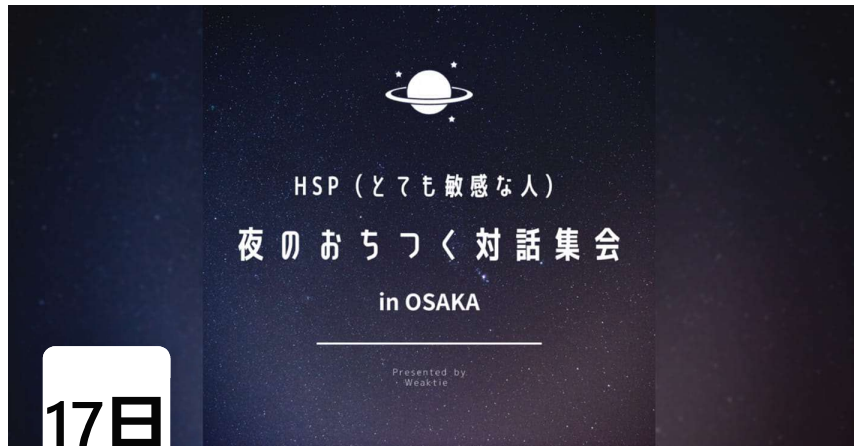 HSP (とても敏感な人)
夜のおちつく対話集会
in OSAKA
Presented by
Weaktie
17日